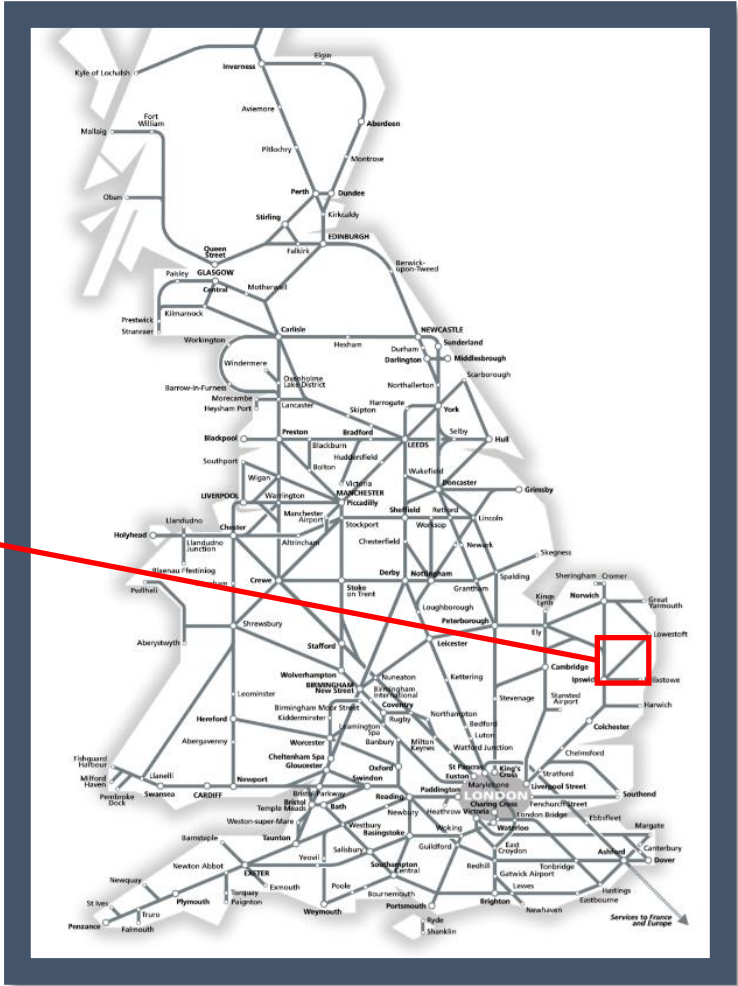 Elgin
Inverness
Kyle of Lochalsh
Aviemore
Fort
William
Aberdeen
Mallaig
Pitlochry
Montrose
Perth
Dundee
Oban
Kirkcaldy
Stirling
EDINBURGH
Queen
Street
Falkirk
Berwick-
upon-Tweed
Paisley
GLASGOW
Central
Motherwell
Prestwick
Kilmarnock
Stranraer
Carlisle
NEWCASTLE
Workington
Hexham
Sunderland
Durham
Darlington
Middlesbrough
Windermere
Scarborough
Oxenholme
Lake District
Barrow-in-Furness
Northallerton
Morecambe
Heysham Port
Lancaster
Harrogate
York
Skipton
Blackpool
Preston
Bradford
Selby
Hull
Blackburn
LEEDS
Southport
Huddersfield
Bolton
Wakefield
Wigan
Victoria
Doncaster
Grimsby
LIVERPOOL
Warrington
MANCHESTER
Piccadilly
Manchester
Airport
Sheffield
Retford
Lincoln
Llandudno
Stockport
Worksop
Holyhead
Chester
Llandudno
Junction
Altrincham
Chesterfield
Newark
Skegness
Blaenau Ffestiniog
Crewe
Derby
Nottingham
Spalding
Sheringham
Cromer
Pwllheli
Stoke
on Trent
Grantham
Kings
Lynn
Norwich
Great
Yarmouth
Loughborough
Shrewsbury
Peterborough
Ely
Lowestoft
Aberystwyth
Stafford
Leicester
Cambridge
Wolverhampton
Nuneaton
Kettering
Ipswich
BIRMINGHAM
New Street
Birmingham
International
Stansted
Airport
Leominster
Stevenage
Harwich
Birmingham Moor Street
Coventry
Kidderminster
Northampton
Hereford
Leamington
Spa
Rugby
Bedford
Colchester
Abergavenny
Worcester
Banbury
Milton
Keynes
Luton
Cheltenham Spa
Watford Junction
Chelmsford
Fishguard
Harbour
Gloucester
Oxford
St Pancras
King's
Cross
Milford
Haven
Llanelli
Newport
Swindon
Euston
Stratford
Pembroke
Dock
Swansea
CARDIFF
Bristol Parkway
Marylebone
Liverpool Street
Paddington
LONDON
Southend
Bristol
Temple Meads
Bath
Reading
Charing Cross
Fenchurch Street
Newbury
Heathrow
Victoria
London Bridge
Ebbsfleet
Weston-super-Mare
Westbury
Basingstoke
Woking
Waterloo
Margate
Barnstaple
Taunton
Salisbury
Guildford
East
Croydon
Canterbury
Yeovil
Ashford
Newton Abbot
Southampton
Central
Redhill
Tonbridge
Dover
EXETER
Gatwick Airport
Newquay
Exmouth
Poole
Lewes
Torquay
Bournemouth
Hastings
St Ives
Plymouth
Paignton
Brighton
Eastbourne
Truro
Weymouth
Portsmouth
Newhaven
Penzance
Falmouth
Ryde
Services to France
and Europe
Shanklin